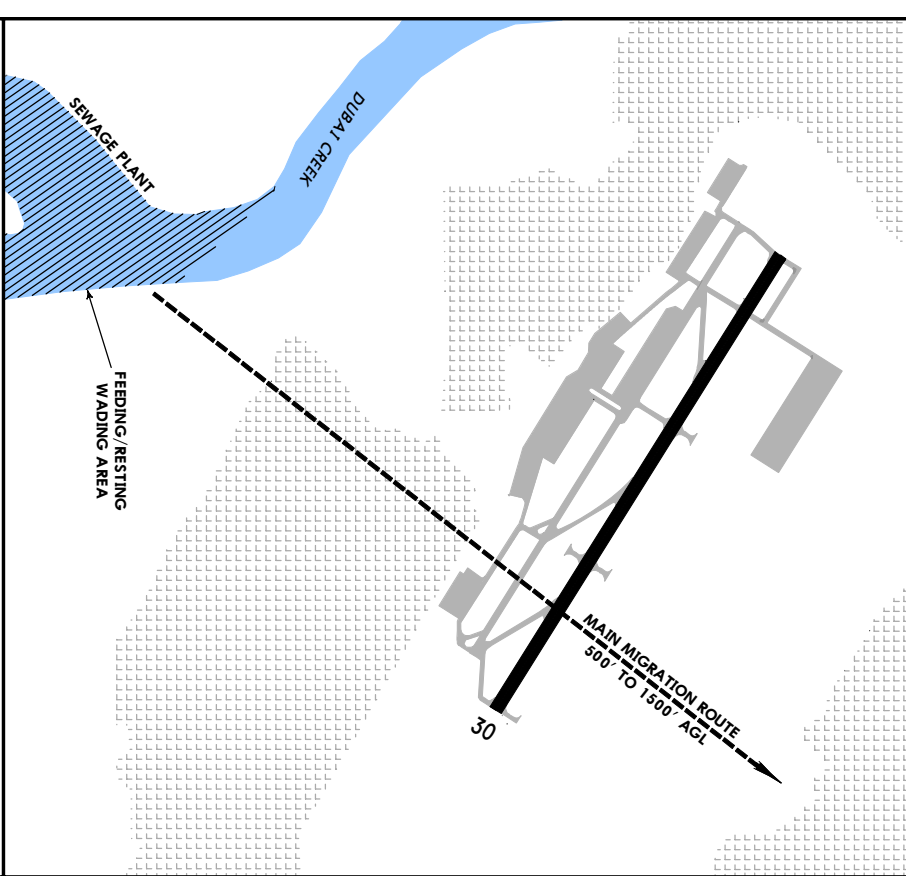 DUBAI CREEK
SEWAGE PLANT
FEEDING/RESTING
WADING AREA
MAIN MIGRATION ROUTE
500' TO 1500' AGL
30